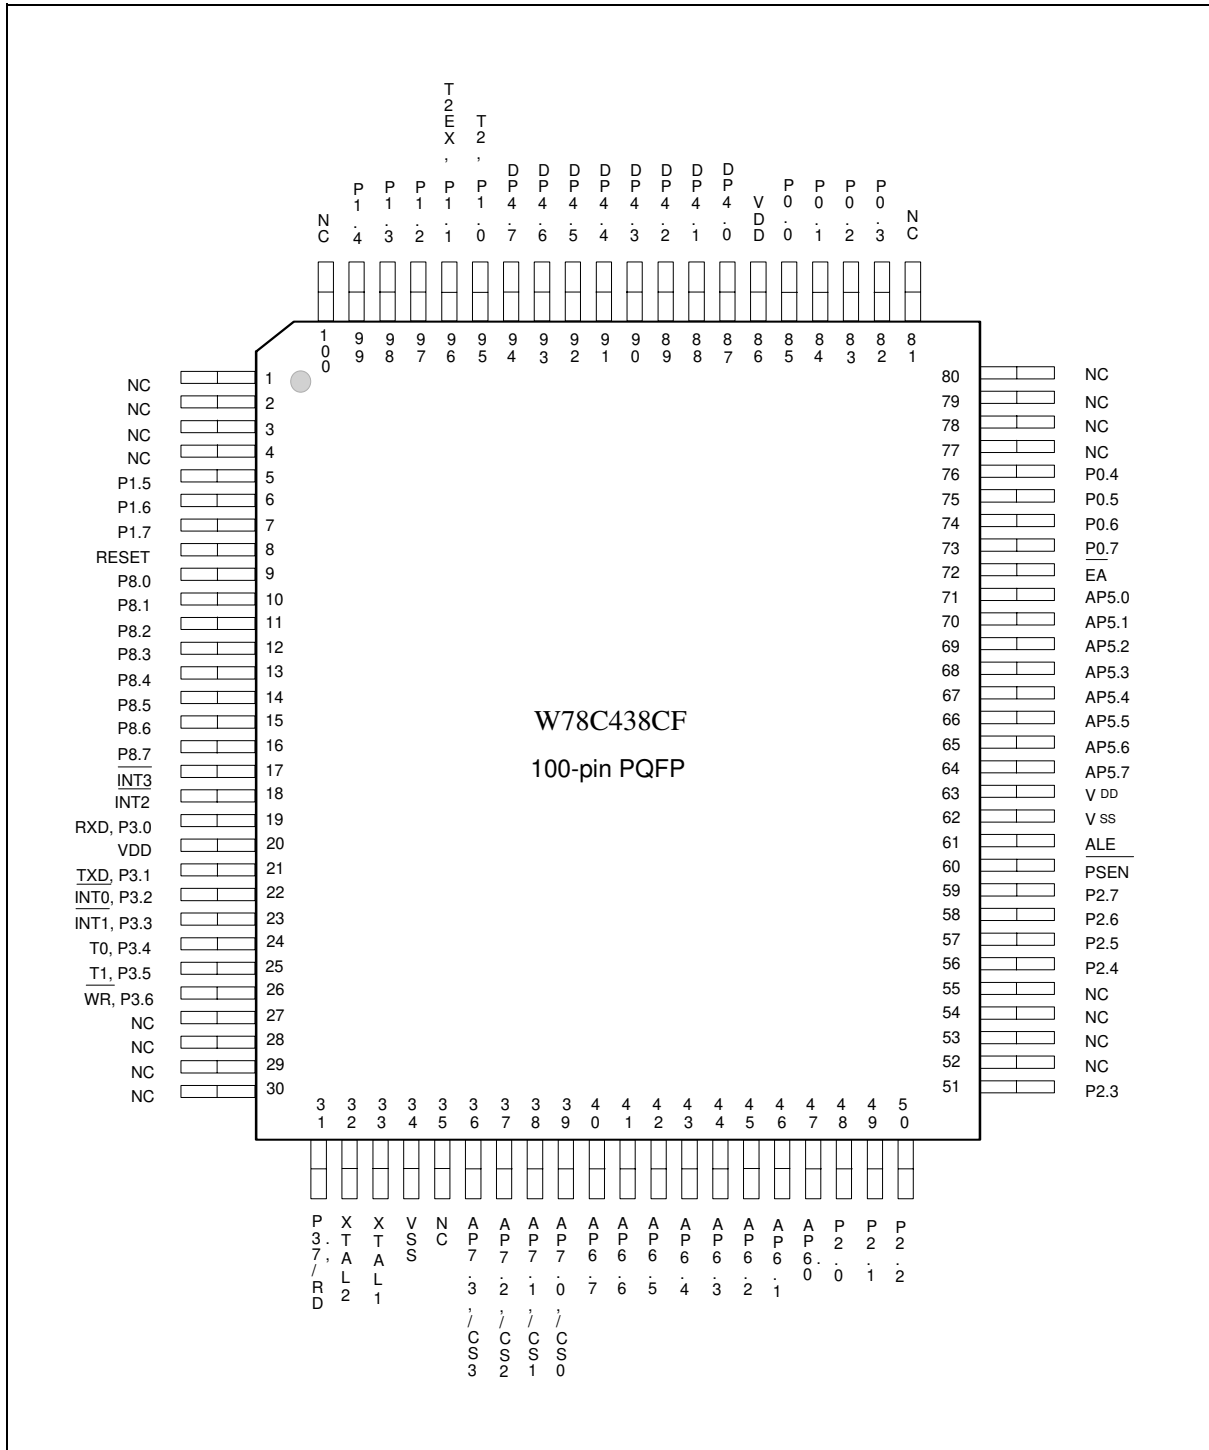 NC
P1.4
P1.3
P1.2
T2EX, P1.1
T2, P1.0
DP4.7
DP4.6
DP4.5
DP4.4
DP4.3
DP4.2
DP4.1
DP4.0
VDD
P0.0
P0.1
P0.2
P0.3
NC
100
99
98
97
96
95
94
93
92
91
90
89
88
87
86
85
84
83
82
81
NC 1
NC 2
NC 3
NC 4
P1.5 5
P1.6 6
P1.7 7
RESET 8
P8.0 9
P8.1 10
P8.2 11
P8.3 12
P8.4 13
P8.5 14
P8.6 15
P8.7 16
INT3 17
INT2 18
RXD, P3.0 19
VDD 20
TXD, P3.1 21
INT0, P3.2 22
INT1, P3.3 23
T0, P3.4 24
T1, P3.5 25
WR, P3.6 26
NC 27
NC 28
NC 29
NC 30
W78C438CF
100-pin PQFP
80 NC
79 NC
78 NC
77 NC
76 P0.4
75 P0.5
74 P0.6
73 P0.7
72 EA
71 AP5.0
70 AP5.1
69 AP5.2
68 AP5.3
67 AP5.4
66 AP5.5
65 AP5.6
64 AP5.7
63 V DD
62 V SS
61 ALE
60 PSEN
59 P2.7
58 P2.6
57 P2.5
56 P2.4
55 NC
54 NC
53 NC
52 NC
51 P2.3
31
32
33
34
35
36
37
38
39
40
41
42
43
44
45
46
47
48
49
50
P3.7,/RD
XTAL2
XTAL1
VSS
NC
AP7.3,/CS3
AP7.2,/CS2
AP7.1,/CS1
AP7.0,/CS0
AP6.7
AP6.6
AP6.5
AP6.4
AP6.3
AP6.2
AP6.1
AP6.0
P2.0
P2.1
P2.2